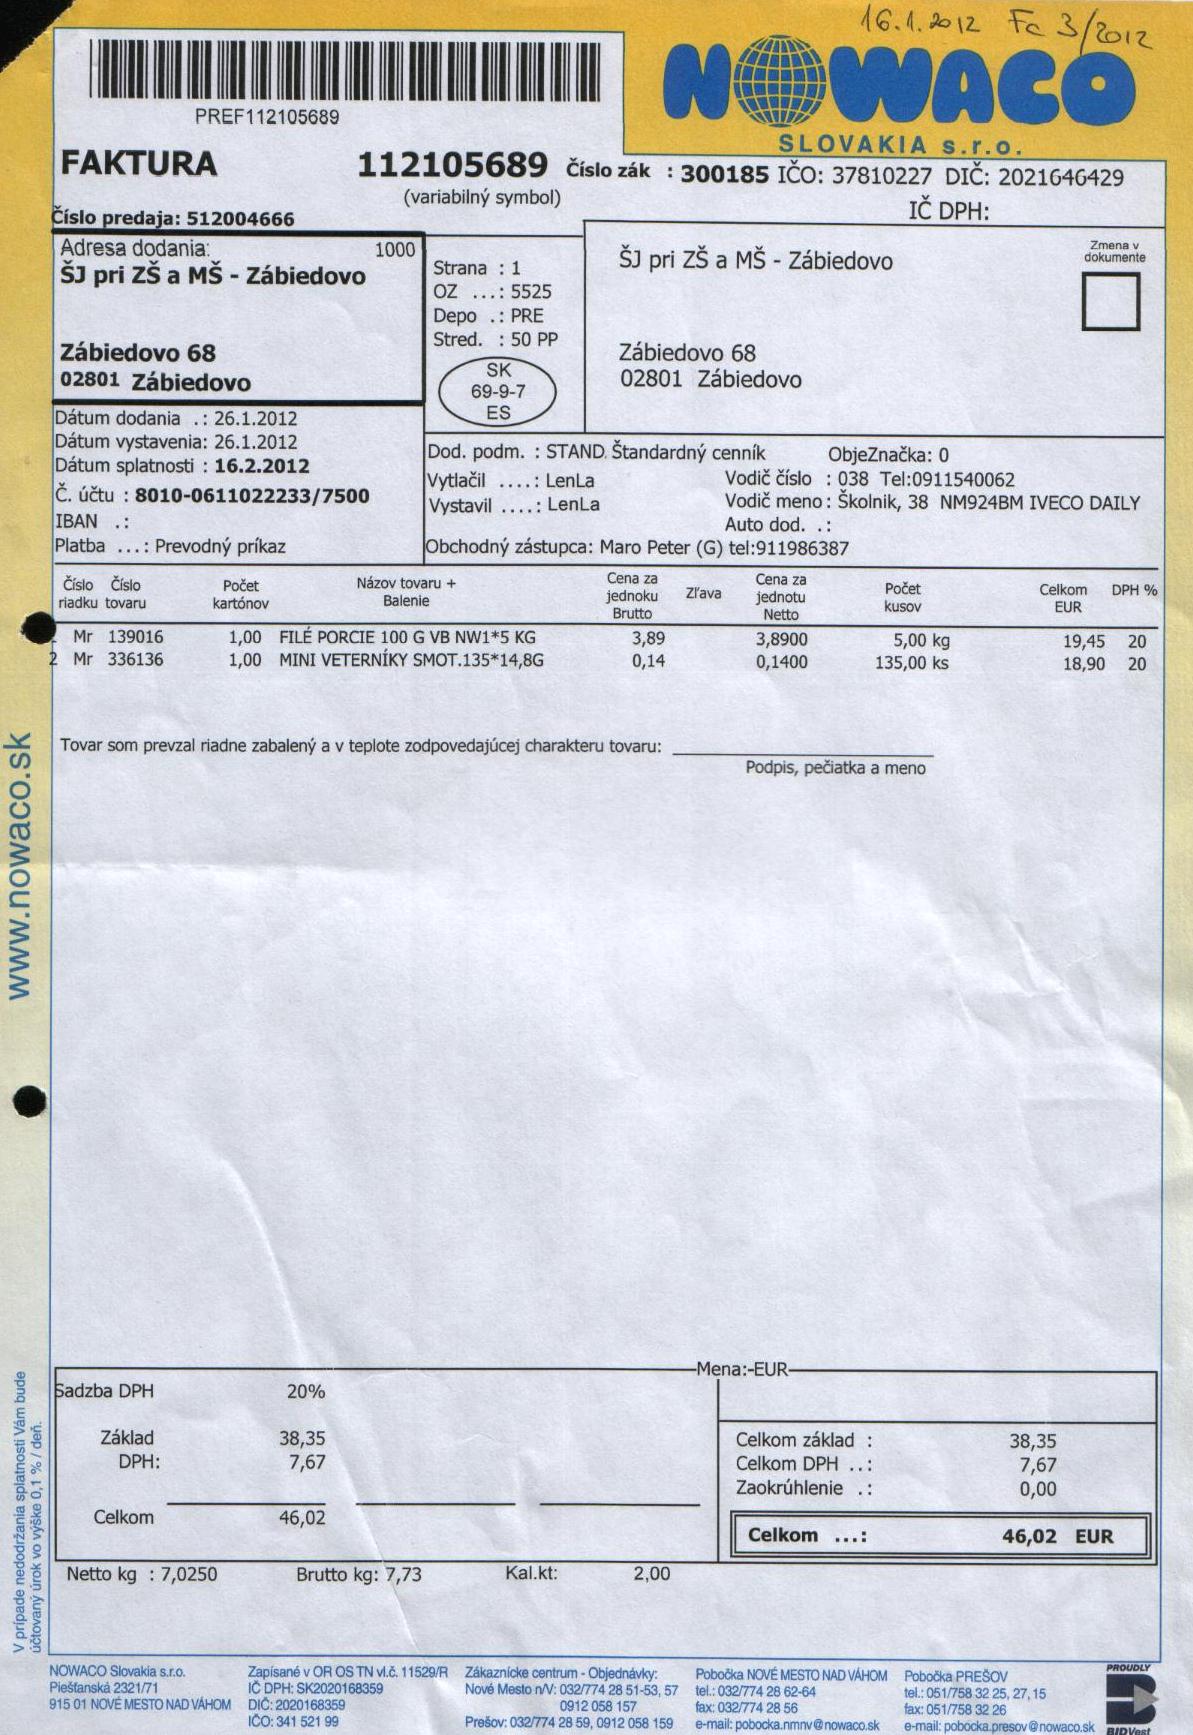 16.1.2012 Fa 3/2012
PREF112105689
NOWACO
SLOVAKIA s.r.o.
FAKTURA 112105689 Číslo zák : 300185 IČO: 37810227 DIČ: 2021646429
(variabilný symbol) IČ DPH:
Číslo predaja: 512004666
Adresa dodania: 1000
ŠJ pri ZŠ a MŠ - Zábiedovo
Zábiedovo 68
02801 Zábiedovo
Strana : 1
OZ ...: 5525
Depo .: PRE
Stred. : 50 PP
SK
69-9-7
ES
ŠJ pri ZŠ a MŠ - Zábiedovo
Zábiedovo 68
02801 Zábiedovo
Zmena v
dokumente
Dátum dodania .: 26.1.2012
Dátum vystavenia: 26.1.2012
Dátum splatnosti : 16.2.2012
Č. účtu : 8010-0611022233/7500
IBAN .:
Platba ...: Prevodný príkaz
Dod. podm. : STAND. Štandardný cenník ObjeZnačka: 0
Vytlačil ....: LenLa Vodič číslo : 038 Tel:0911540062
Vystavil ....: LenLa Vodič meno : Školnik, 38 NM924BM IVECO DAILY
Auto dod. .:
Obchodný zástupca: Maro Peter (G) tel:911986387
Číslo riadku Číslo tovaru Počet kartónov Názov tovaru + Balenie Cena za jednoku Brutto Zľava Cena za jednotu Netto Počet kusov Celkom EUR DPH %
1 Mr 139016 1,00 FILÉ PORCIE 100 G VB NW1*5 KG 3,89 3,8900 5,00 kg 19,45 20
2 Mr 336136 1,00 MINI VETERNÍKY SMOT.135*14,8G 0,14 0,1400 135,00 ks 18,90 20
Tovar som prevzal riadne zabalený a v teplote zodpovedajúcej charakteru tovaru:
Podpis, pečiatka a meno
www.nowaco.sk
V prípade nedodržania splatnosti Vám bude
účtovaný úrok vo výške 0,1 % / deň.
Mena:-EUR
Sadzba DPH 20%
Základ 38,35
DPH: 7,67
Celkom 46,02
Celkom základ : 38,35
Celkom DPH ..: 7,67
Zaokrúhlenie .: 0,00
Celkom ...: 46,02 EUR
Netto kg : 7,0250 Brutto kg: 7,73 Kal.kt: 2,00
NOWACO Slovakia s.r.o.
Piešťanská 2321/71
915 01 NOVÉ MESTO NAD VÁHOM
Zapísané v OR OS TN vl.č. 11529/R
IČ DPH: SK2020168359
DIČ: 2020168359
IČO: 341 521 99
Zákaznícke centrum - Objednávky:
Nové Mesto n/V: 032/774 28 51-53, 57
0912 058 157
Prešov: 032/774 28 59, 0912 058 159
Pobočka NOVÉ MESTO NAD VÁHOM
tel.: 032/774 28 62-64
fax: 032/774 28 56
e-mail: pobocka.nmnv@nowaco.sk
Pobočka PREŠOV
tel.: 051/758 32 25, 27, 15
fax: 051/758 32 26
e-mail: pobocka.presov@nowaco.sk
PROUDLY
BIDVest